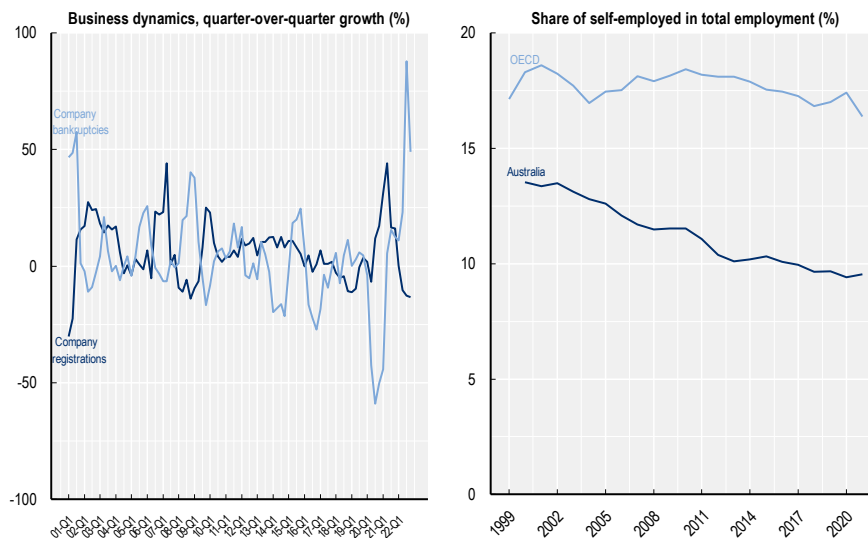 Business dynamics, quarter-over-quarter growth (%)
100
50
0
-50
-100
Company
bankruptcies
Company
registrations
01-Q1
02-Q1
03-Q1
04-Q1
05-Q1
06-Q1
07-Q1
08-Q1
09-Q1
10-Q1
11-Q1
12-Q1
13-Q1
14-Q1
15-Q1
16-Q1
17-Q1
18-Q1
19-Q1
20-Q1
21-Q1
22-Q1
Share of self-employed in total employment (%)
20
15
10
5
0
OECD
Australia
1999
2002
2005
2008
2011
2014
2017
2020